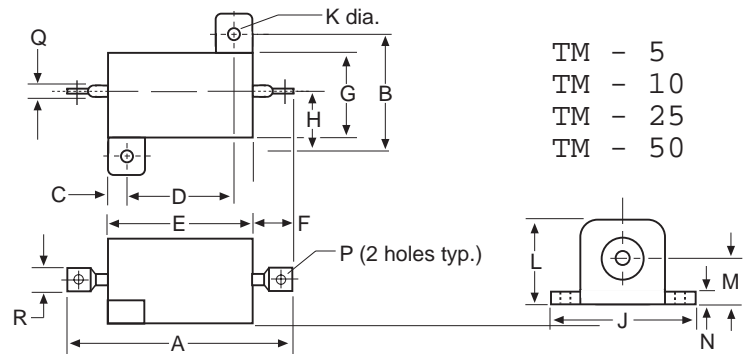 K dia.
Q
G
B
H
C
D
E
F
P (2 holes typ.)
R
A
TM - 5
TM - 10
TM - 25
TM - 50
L
M
J
N